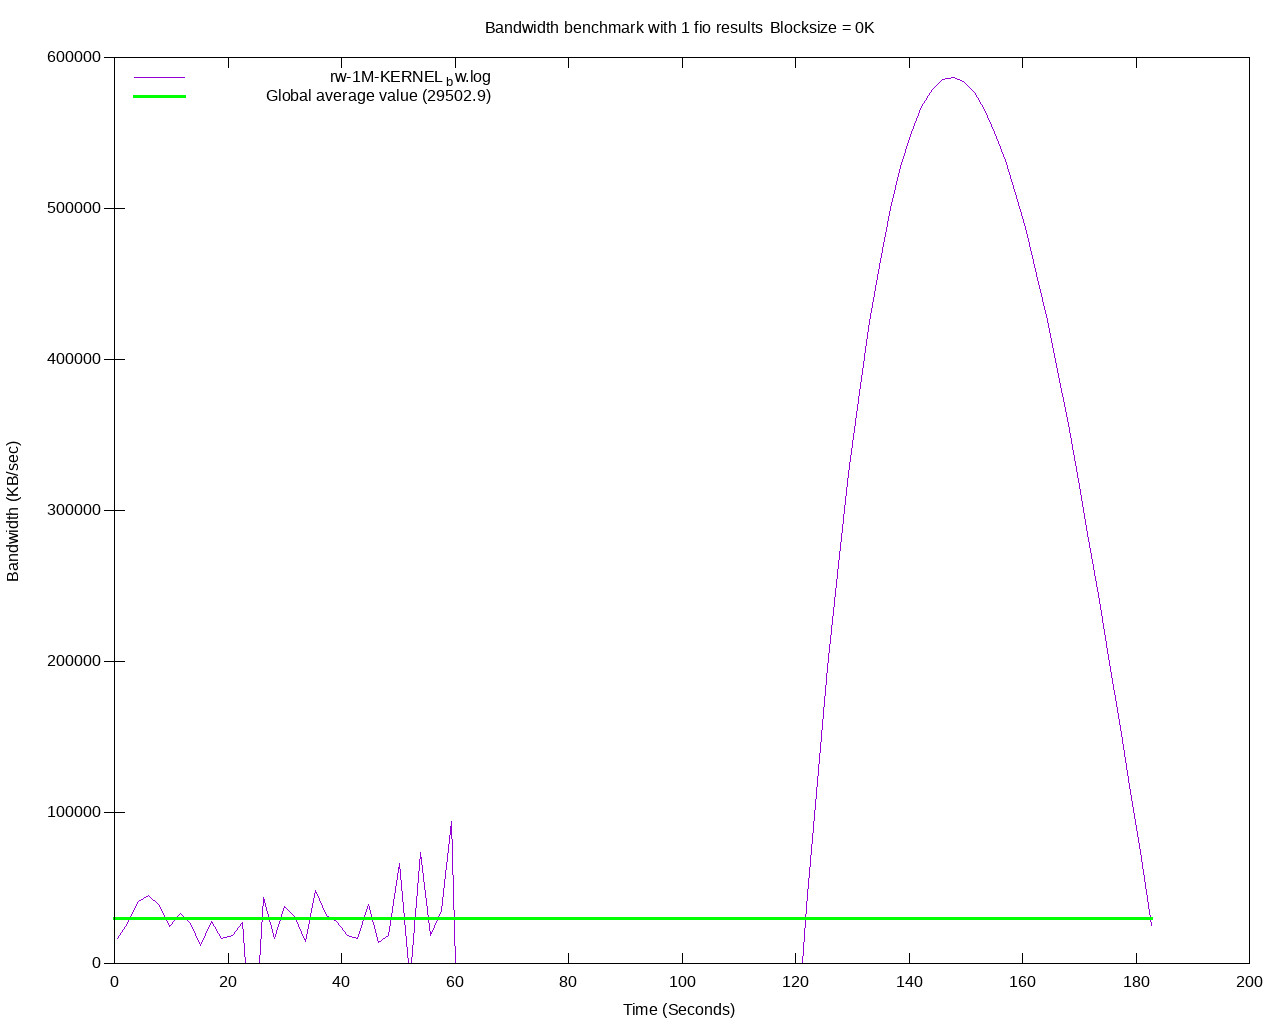 Bandwidth benchmark with 1 fio results Blocksize = 0K
rw-1M-KERNEL_bw.log
Global average value (29502.9)
600000
500000
400000
300000
200000
100000
0
Bandwidth (KB/sec)
0 20 40 60 80 100 120 140 160 180 200
Time (Seconds)